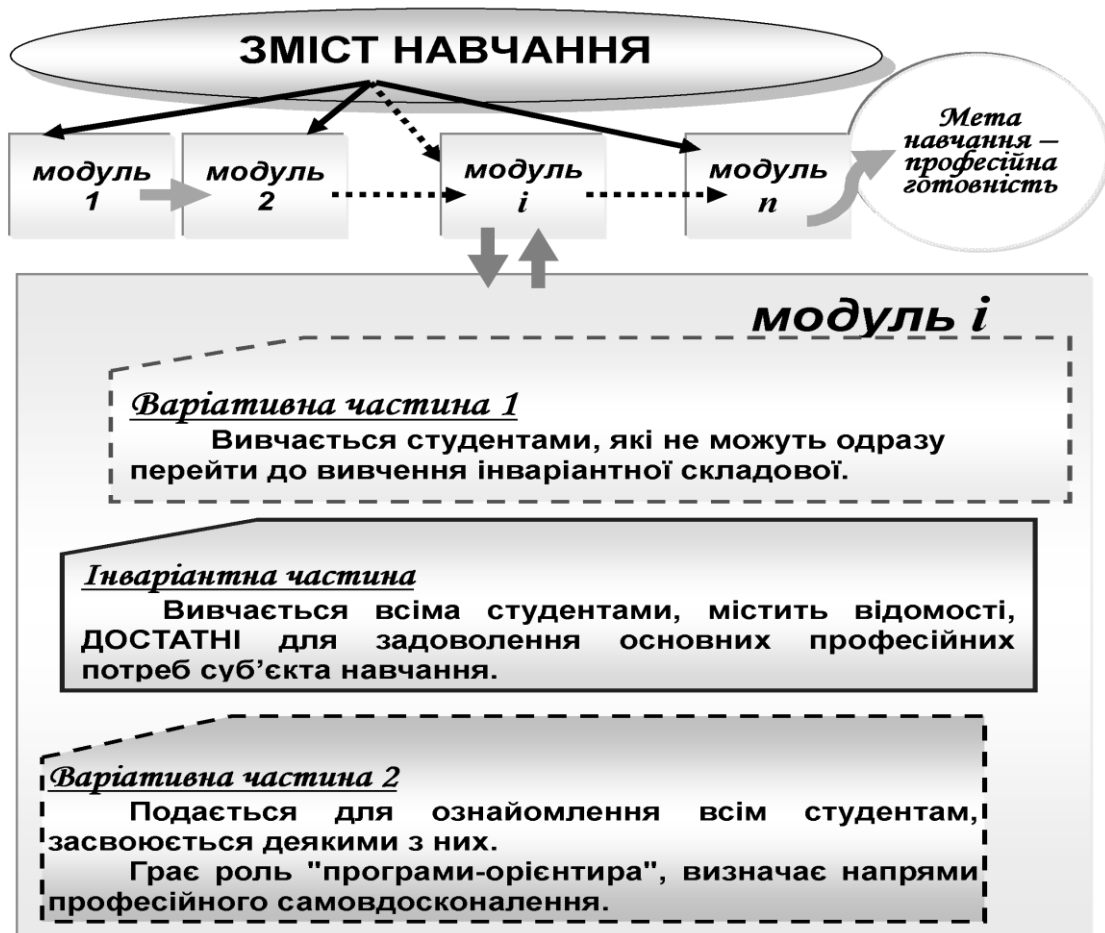 ЗМІСТ НАВЧАННЯ
модуль
1
модуль
2
модуль
i
модуль
n
Мета
навчання –
професійна
готовність
модуль i
Варіативна частина 1
Вивчається студентами, які не можуть одразу
перейти до вивчення інваріантної складової.
Інваріантна частина
Вивчається всіма студентами, містить відомості,
ДОСТАТНІ для задоволення основних професійних
потреб суб’єкта навчання.
Варіативна частина 2
Подається для ознайомлення всім студентам,
засвоюється деякими з них.
Грає роль "програми-орієнтира", визначає напрями
професійного самовдосконалення.